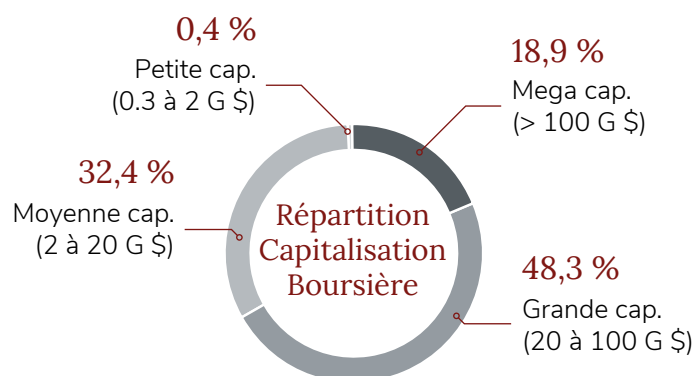 0,4 %
Petite cap.
(0.3 à 2 G $)
18,9 %
Mega cap.
(> 100 G $)
32,4 %
Moyenne cap.
(2 à 20 G $)
Répartition
Capitalisation
Boursière
48,3 %
Grande cap.
(20 à 100 G $)